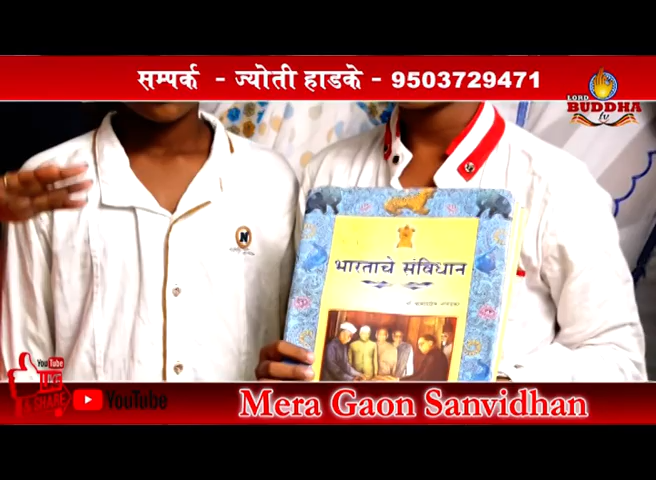 सम्पर्क - ज्योती हाडके - 9503729471
LORD
BUDDHA
tv
N
भारताचे संविधान
YouTube
LIKE
& SHARE
YouTube
Mera Gaon Sanvidhan